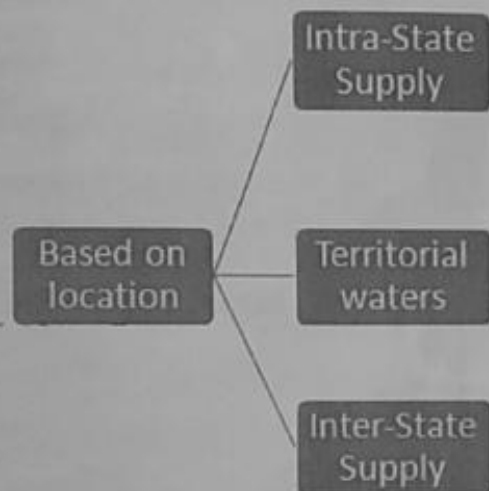 Intra-State
Supply
Based on
location
Territorial
waters
Inter-State
Supply